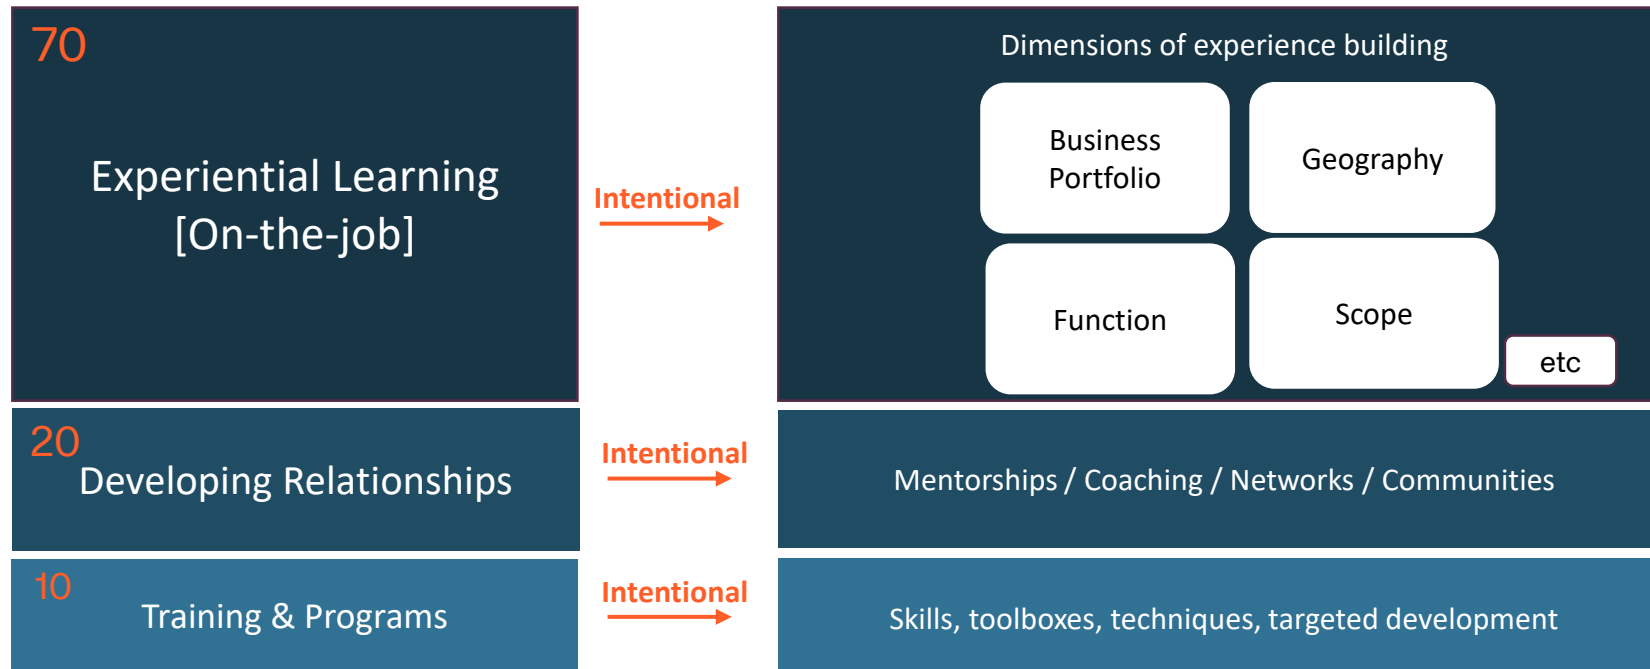 70
Experiential Learning
[On-the-job]
Intentional
Dimensions of experience building
Business
Portfolio
Geography
Function
Scope
etc
20
Developing Relationships
Intentional
Mentorships / Coaching / Networks / Communities
10
Training & Programs
Intentional
Skills, toolboxes, techniques, targeted development